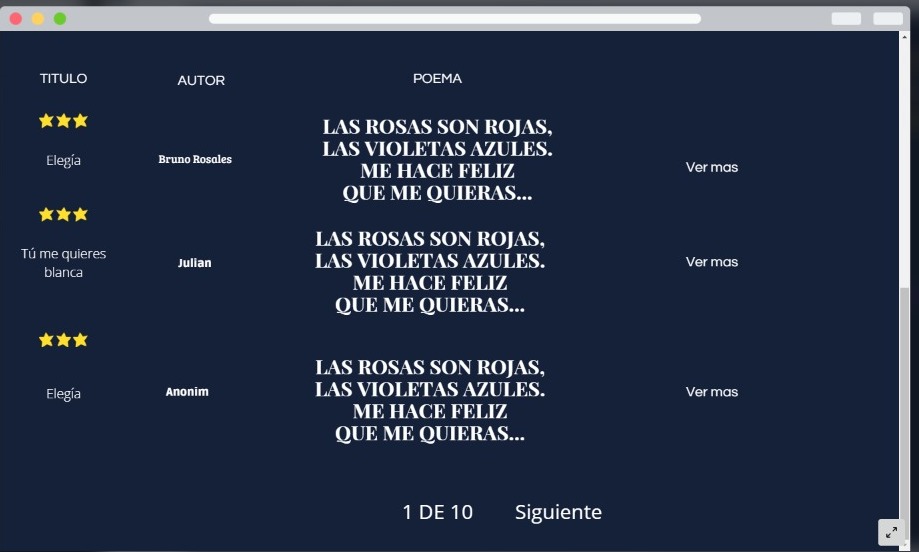 TITULO
AUTOR
POEMA
Elegía
Bruno Rosales
LAS ROSAS SON ROJAS,
LAS VIOLETAS AZULES.
ME HACE FELIZ
QUE ME QUIERAS...
Ver mas
Tú me quieres
blanca
Julian
LAS ROSAS SON ROJAS,
LAS VIOLETAS AZULES.
ME HACE FELIZ
QUE ME QUIERAS...
Ver mas
Elegía
Anonim
LAS ROSAS SON ROJAS,
LAS VIOLETAS AZULES.
ME HACE FELIZ
QUE ME QUIERAS...
Ver mas
1 DE 10
Siguiente